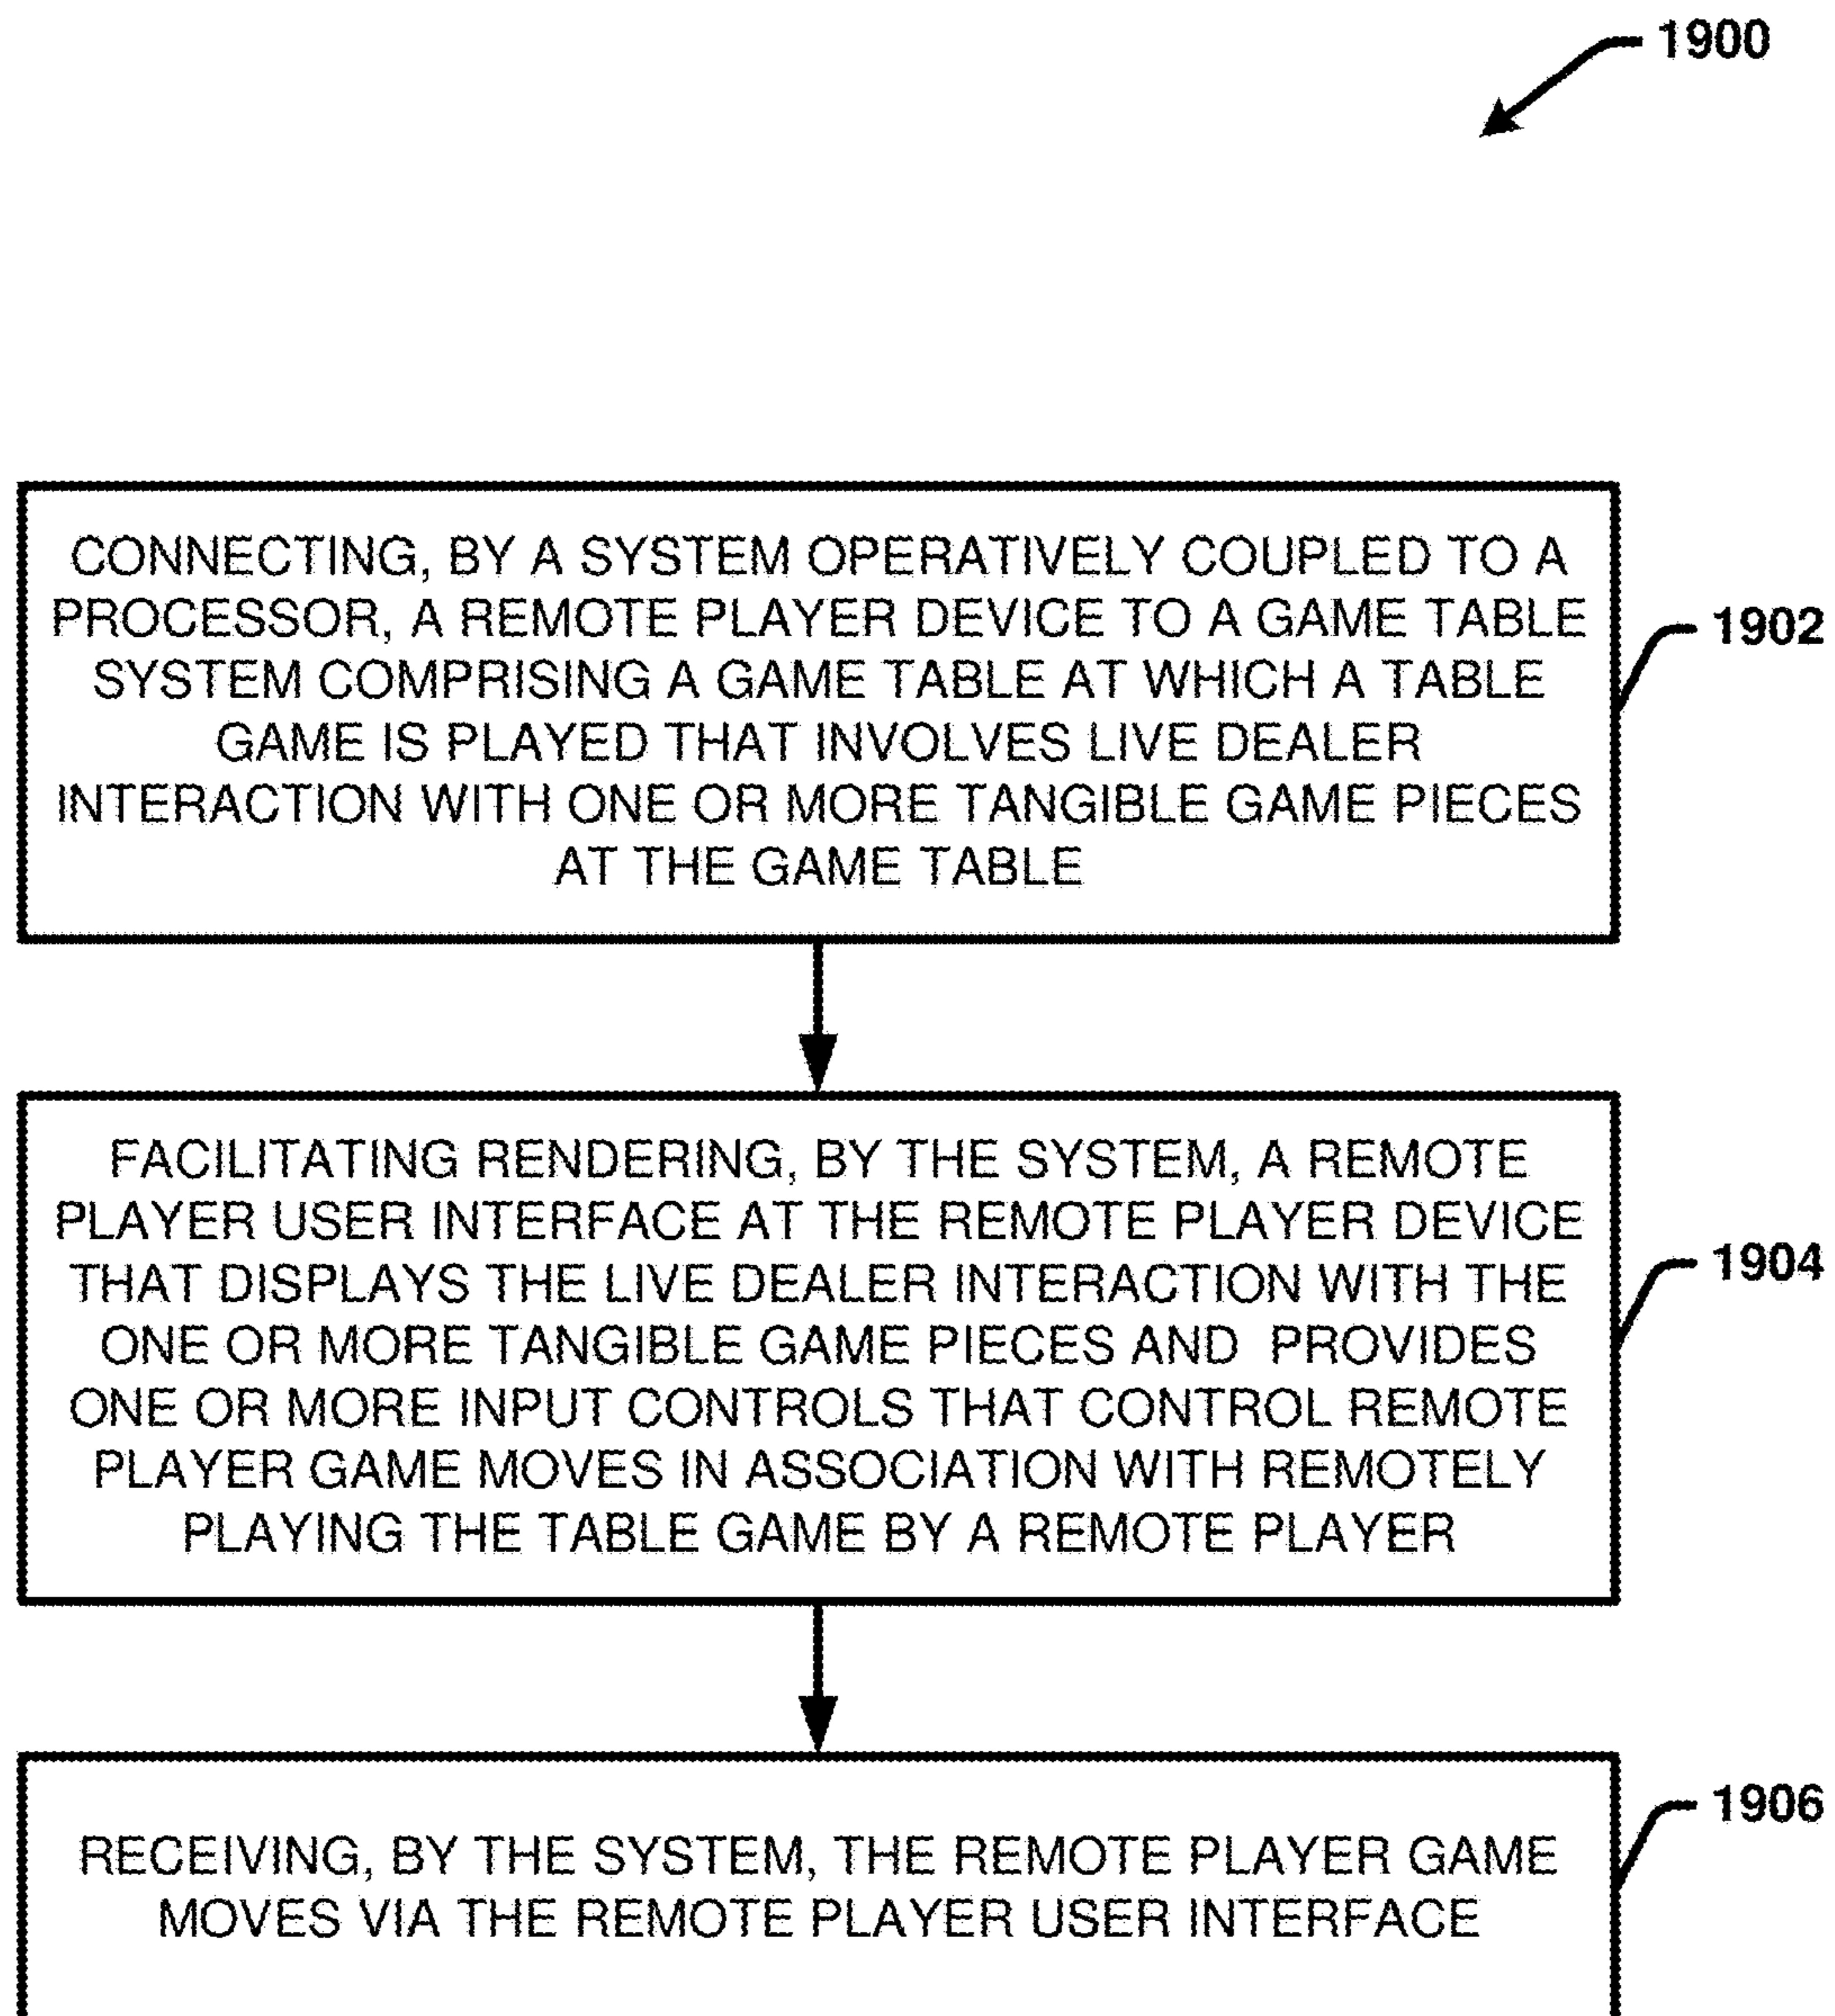 1900
CONNECTING, BY A SYSTEM OPERATIVELY COUPLED TO A
PROCESSOR, A REMOTE PLAYER DEVICE TO A GAME TABLE
SYSTEM COMPRISING A GAME TABLE AT WHICH A TABLE
GAME IS PLAYED THAT INVOLVES LIVE DEALER
INTERACTION WITH ONE OR MORE TANGIBLE GAME PIECES
AT THE GAME TABLE
1902
FACILITATING RENDERING, BY THE SYSTEM, A REMOTE
PLAYER USER INTERFACE AT THE REMOTE PLAYER DEVICE
THAT DISPLAYS THE LIVE DEALER INTERACTION WITH THE
ONE OR MORE TANGIBLE GAME PIECES AND PROVIDES
ONE OR MORE INPUT CONTROLS THAT CONTROL REMOTE
PLAYER GAME MOVES IN ASSOCIATION WITH REMOTELY
PLAYING THE TABLE GAME BY A REMOTE PLAYER
1904
RECEIVING, BY THE SYSTEM, THE REMOTE PLAYER GAME
MOVES VIA THE REMOTE PLAYER USER INTERFACE
1906